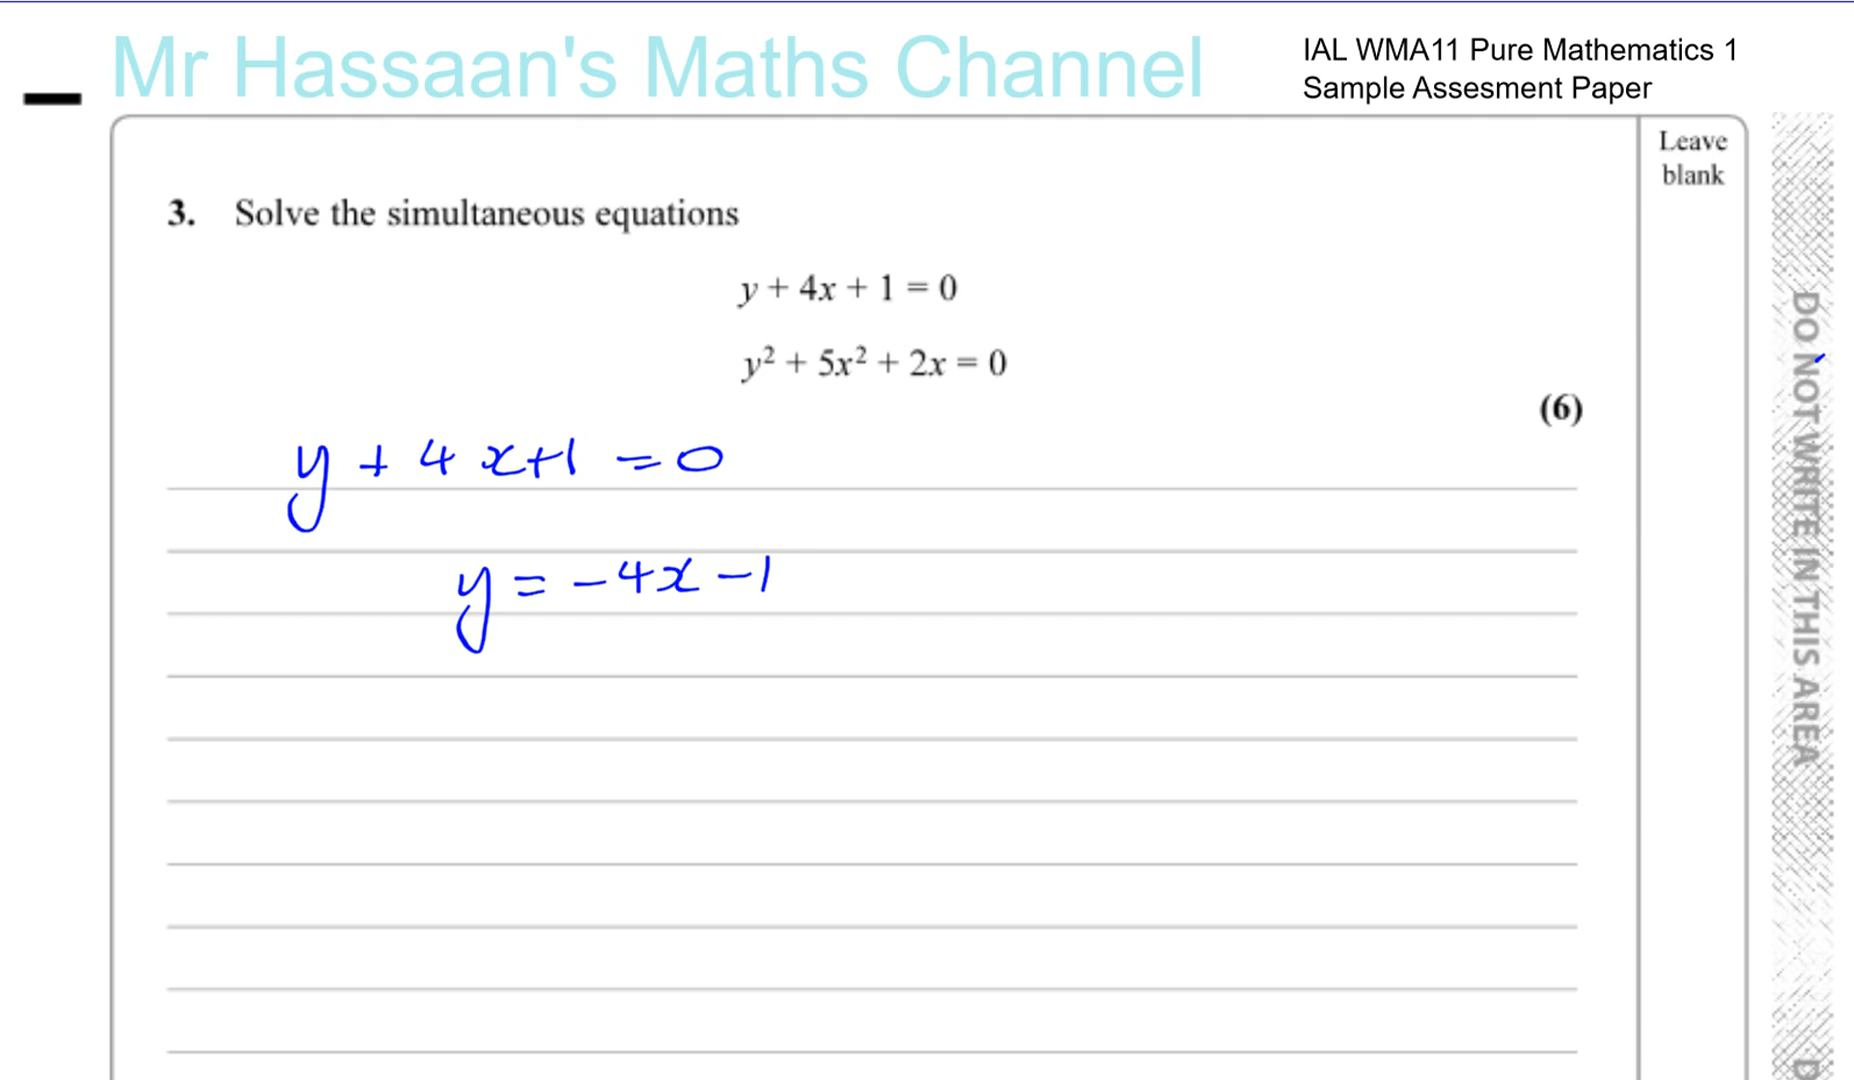 Mr Hassaan's Maths Channel
IAL WMA11 Pure Mathematics 1
Sample Assesment Paper
Leave
blank
3. Solve the simultaneous equations
y + 4x + 1 = 0
y² + 5x² + 2x = 0
(6)
y + 4x+1 = 0
y = -4x -1
DO NOT WRITE IN THIS AREA
D